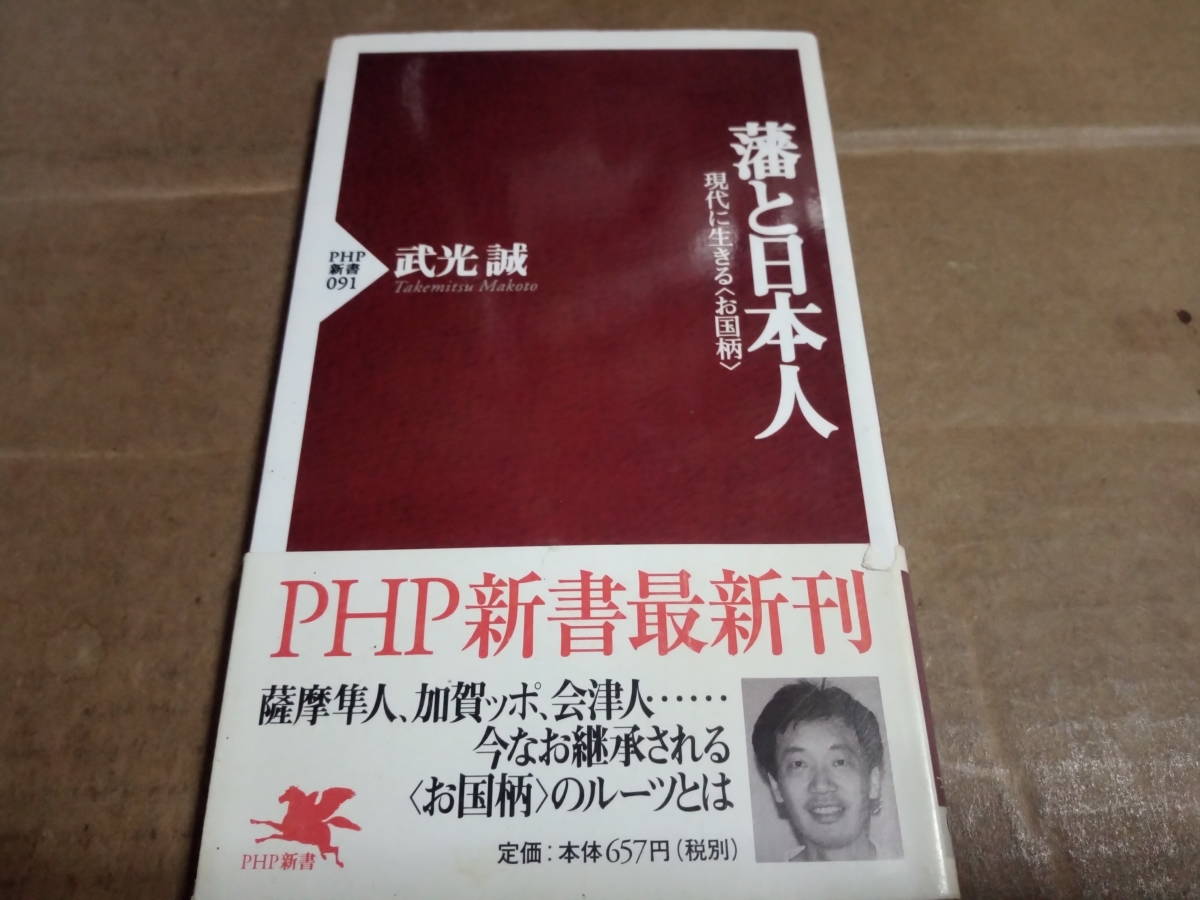 藩と日本人
現代に生きる〈お国柄〉
武光 誠
Takemitsu Makoto
PHP
新書
091
PHP新書最新刊
薩摩隼人、加賀ッポ、会津人……
今なお継承される
〈お国柄〉のルーツとは
定価:本体657円(税別)
PHP新書